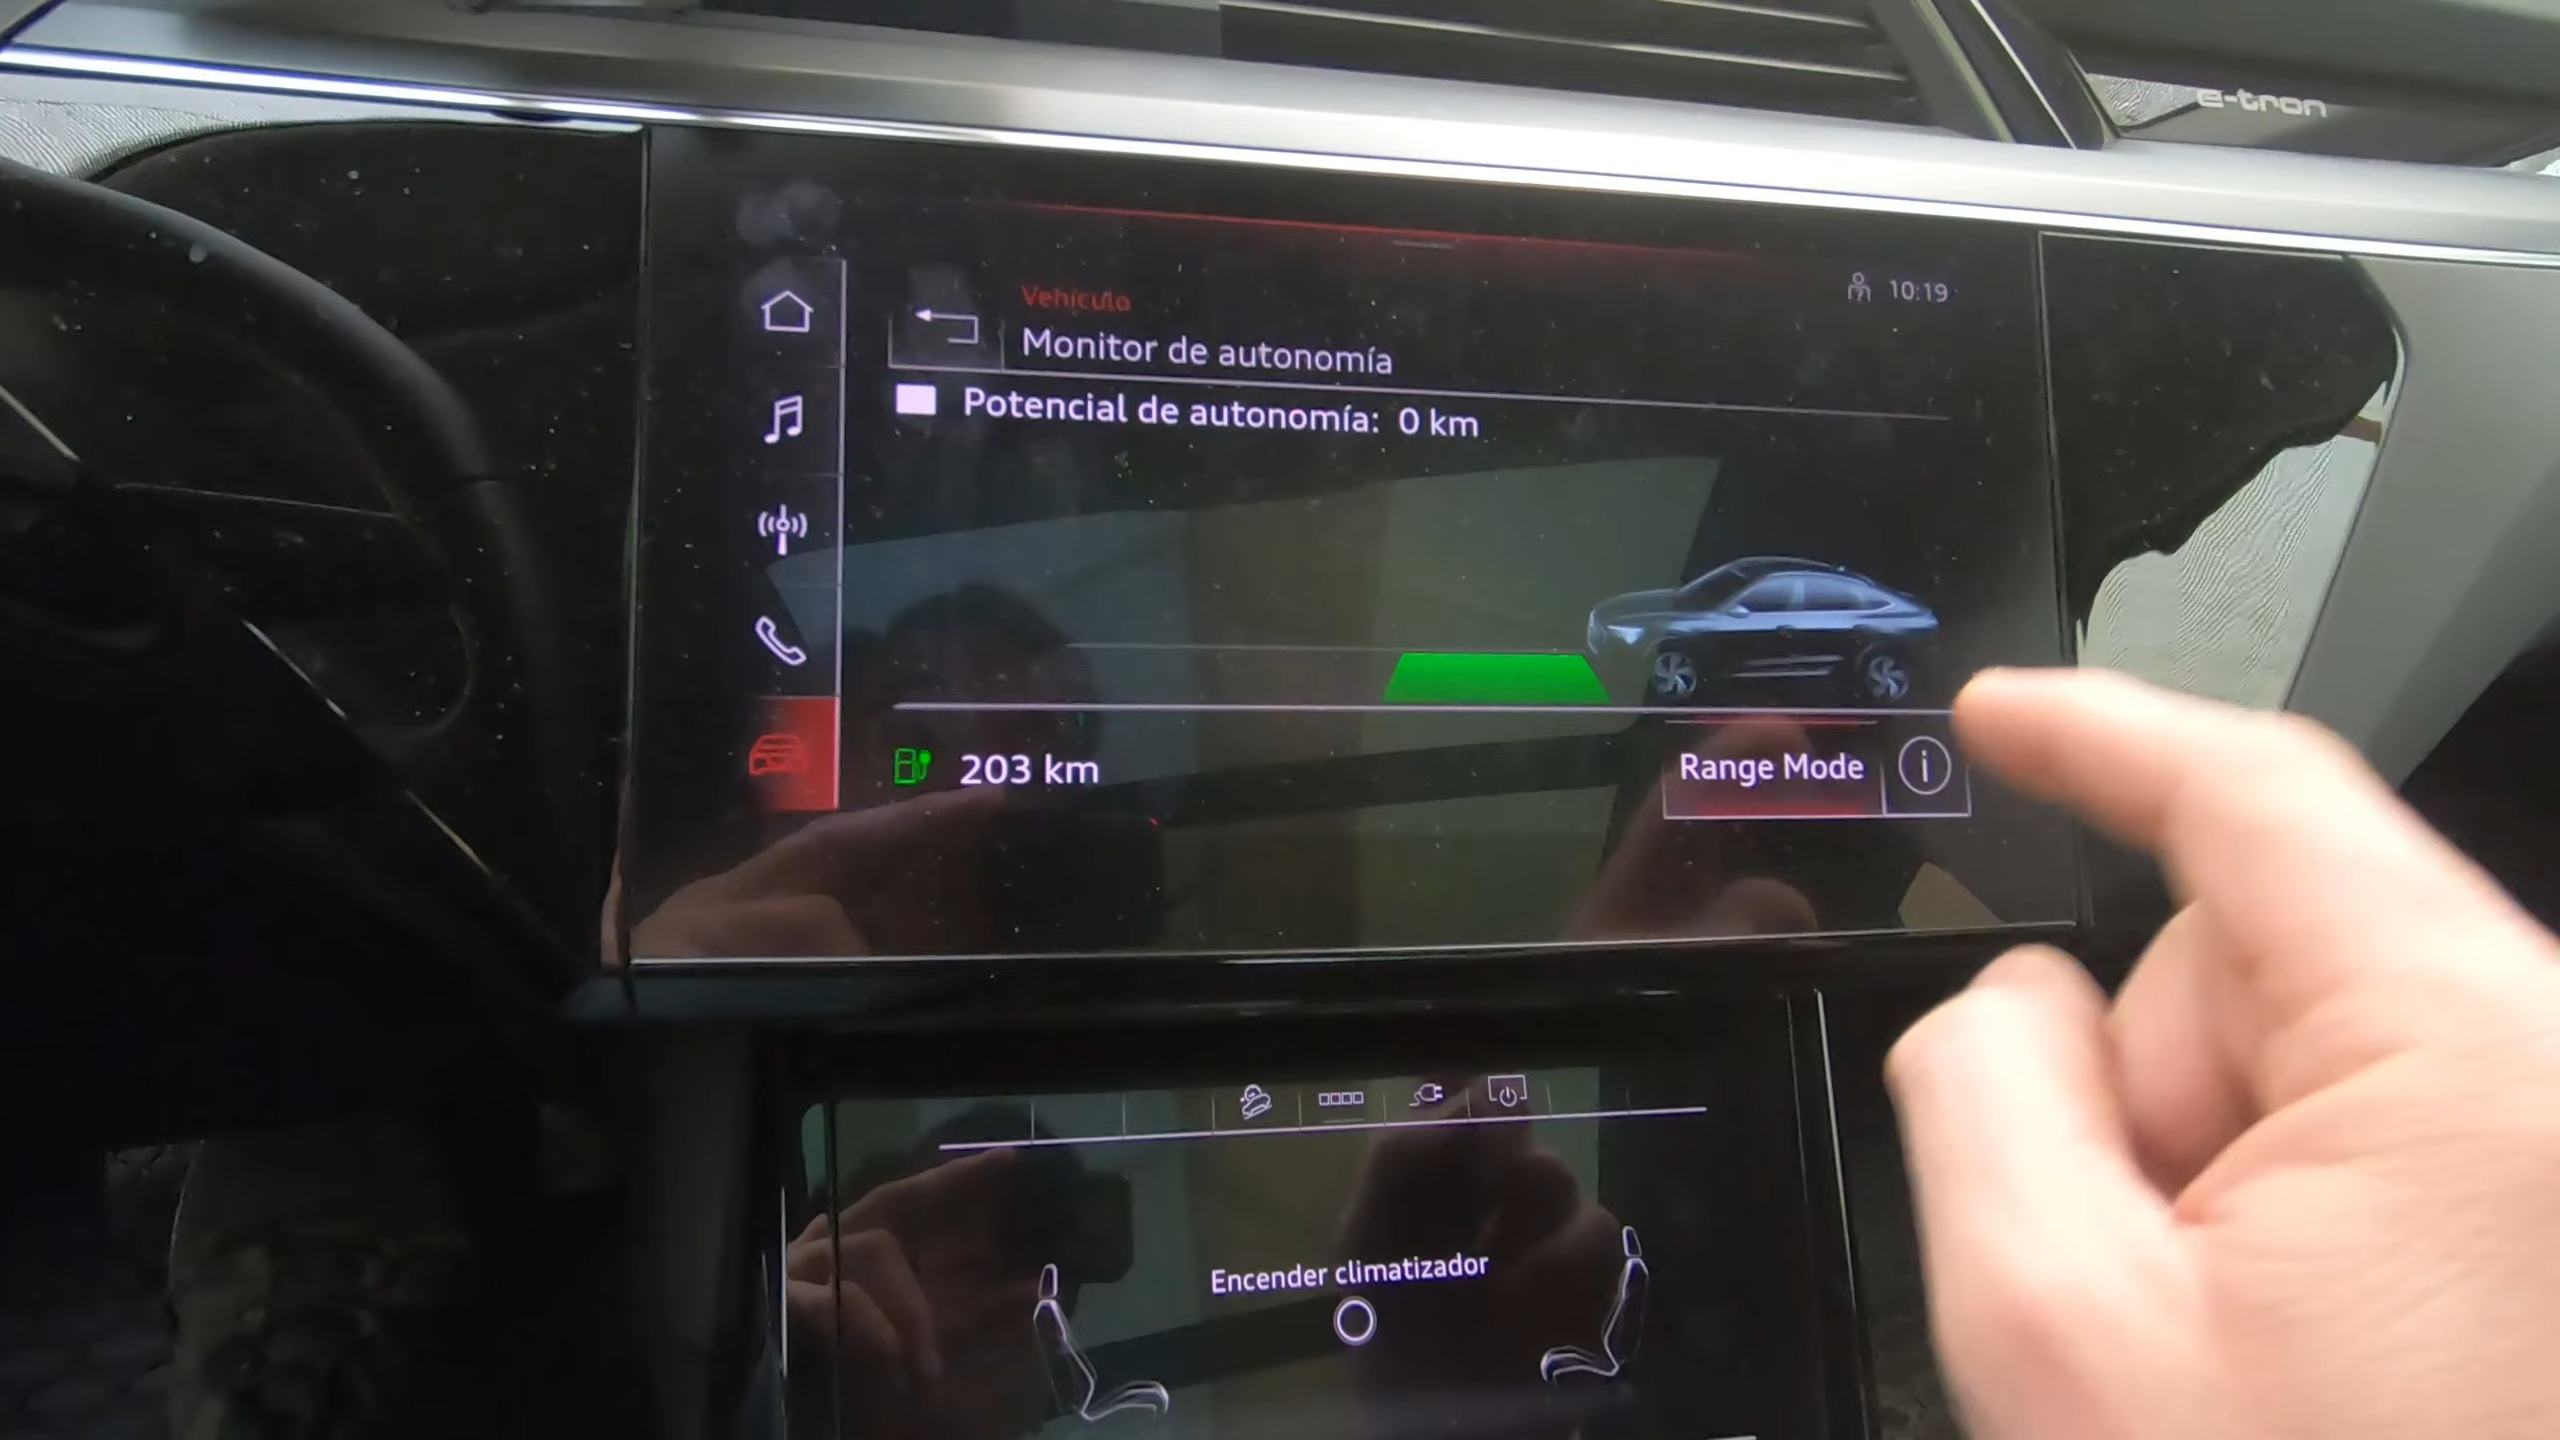 e-tron
Vehículo
10:19
Monitor de autonomía
Potencial de autonomía: 0 km
203 km
Range Mode
i
Encender climatizador